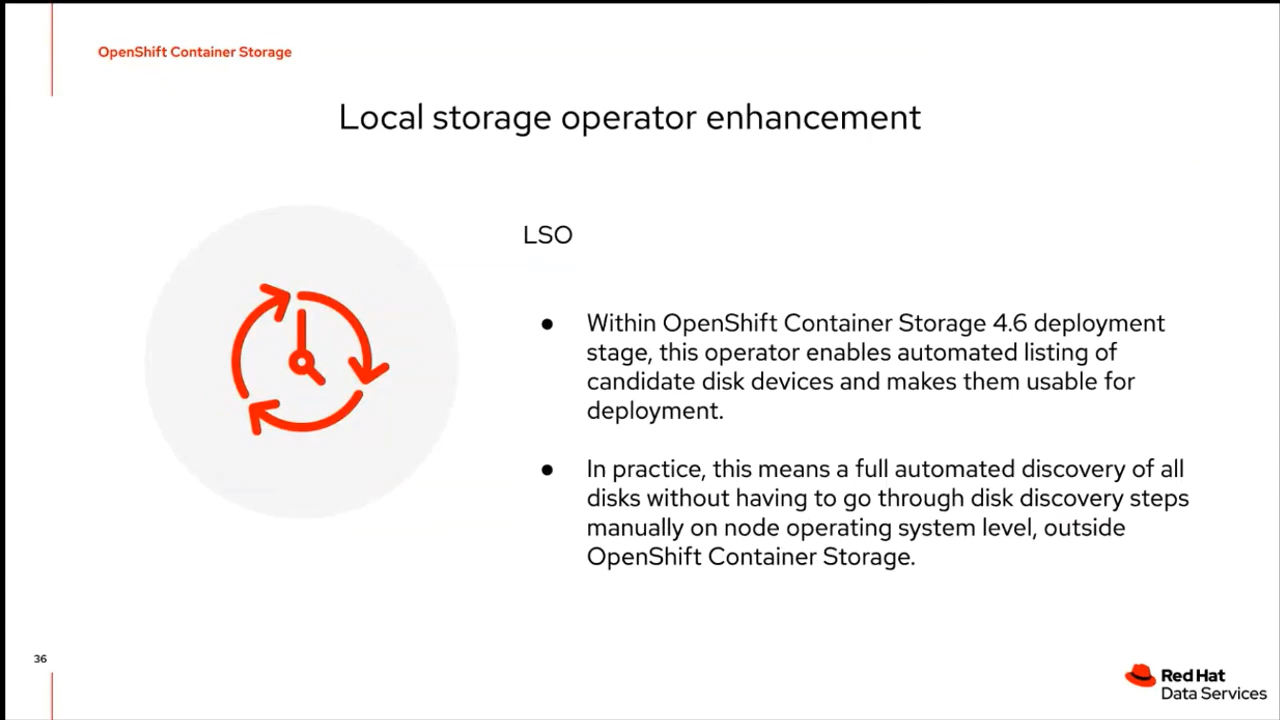 OpenShift Container Storage
Local storage operator enhancement
LSO
● Within OpenShift Container Storage 4.6 deployment
stage, this operator enables automated listing of
candidate disk devices and makes them usable for
deployment.
● In practice, this means a full automated discovery of all
disks without having to go through disk discovery steps
manually on node operating system level, outside
OpenShift Container Storage.
36
Red Hat
Data Services